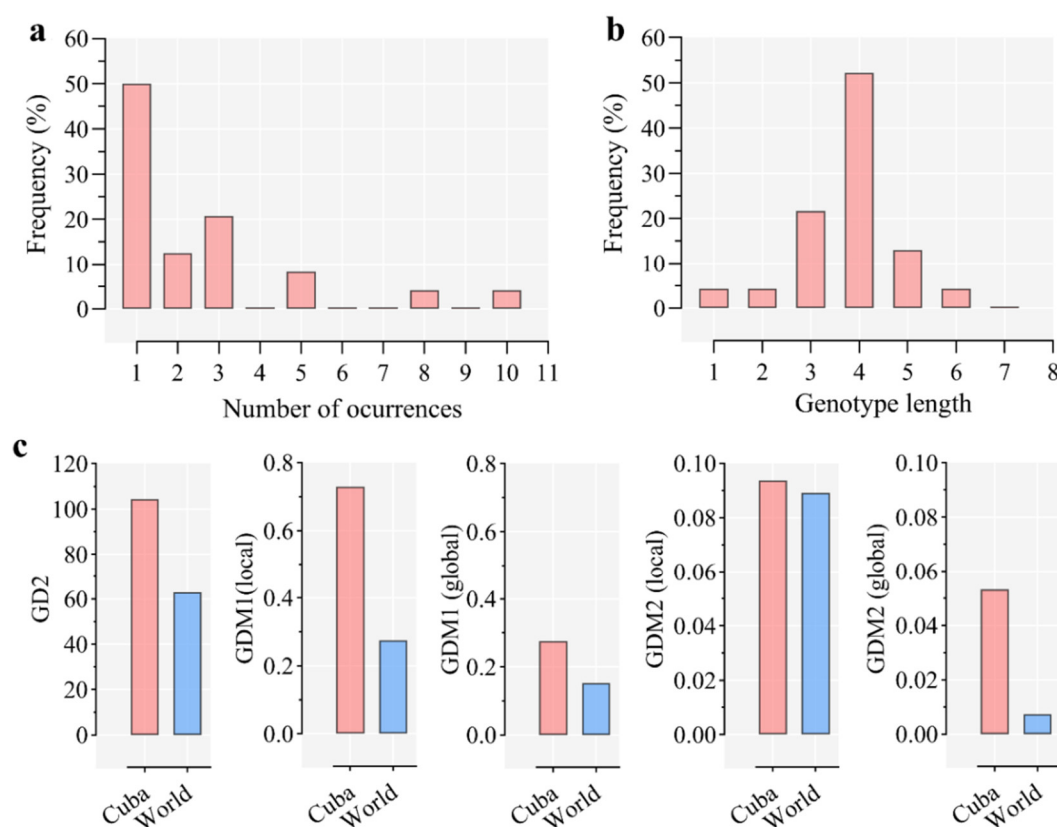 a
60
50
40
30
20
10
0
Frequency (%)
1 2 3 4 5 6 7 8 9 10 11
Number of ocurrences
b
60
50
40
30
20
10
0
Frequency (%)
1 2 3 4 5 6 7 8
Genotype length
c
120
100
80
60
40
20
0
GD2
Cuba World
0.8
0.6
0.4
0.2
0.0
GDM1(local)
Cuba World
0.8
0.6
0.4
0.2
0.0
GDM1 (global)
Cuba World
0.10
0.08
0.06
0.04
0.02
0.00
GDM2 (local)
Cuba World
0.10
0.08
0.06
0.04
0.02
0.00
GDM2 (global)
Cuba World